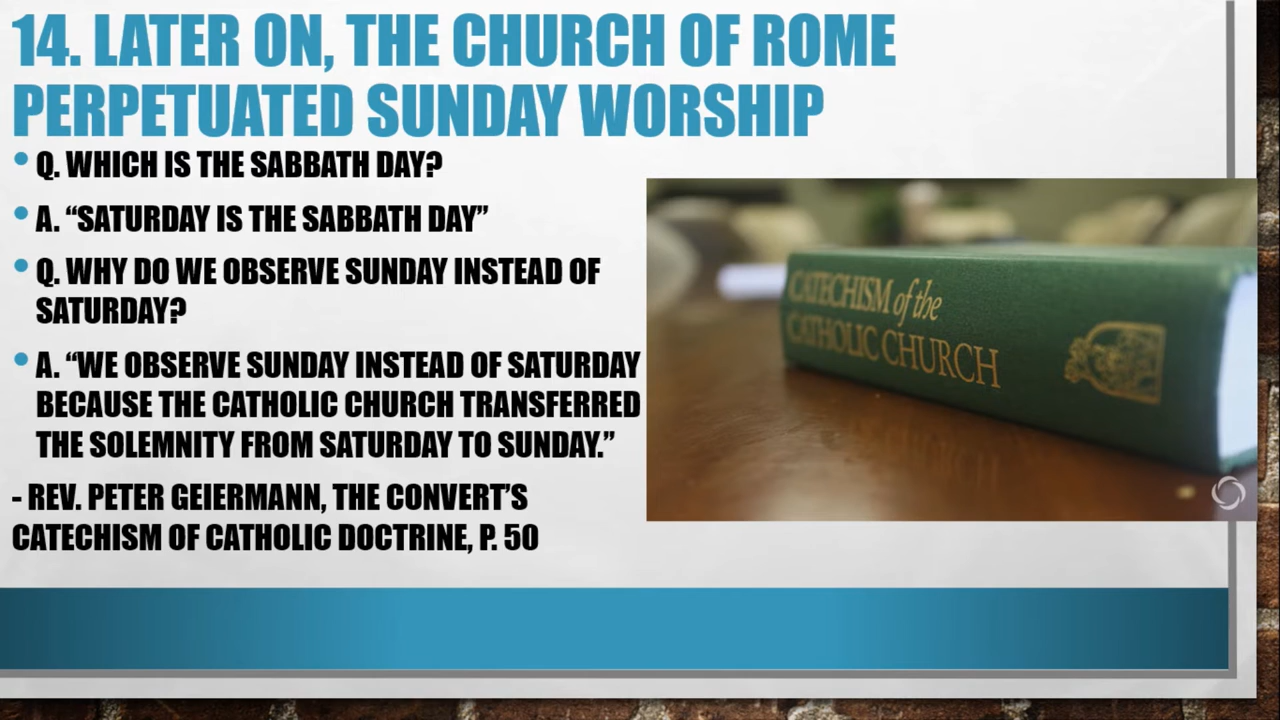 14. LATER ON, THE CHURCH OF ROME
PERPETUATED SUNDAY WORSHIP
• Q. WHICH IS THE SABBATH DAY?
• A. “SATURDAY IS THE SABBATH DAY”
• Q. WHY DO WE OBSERVE SUNDAY INSTEAD OF
SATURDAY?
• A. “WE OBSERVE SUNDAY INSTEAD OF SATURDAY
BECAUSE THE CATHOLIC CHURCH TRANSFERRED
THE SOLEMNITY FROM SATURDAY TO SUNDAY.”
- REV. PETER GEIERMANN, THE CONVERT’S
CATECHISM OF CATHOLIC DOCTRINE, P. 50
CATECHISM of the
CATHOLIC CHURCH